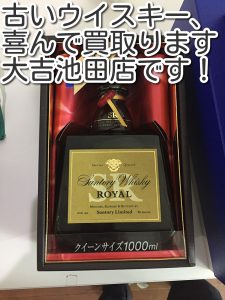 古いウイスキー、
喜んで買取ります
大吉池田店です！
SR
Suntory Whisky
ROYAL
Suntory Limited
クイーンサイズ1000ml